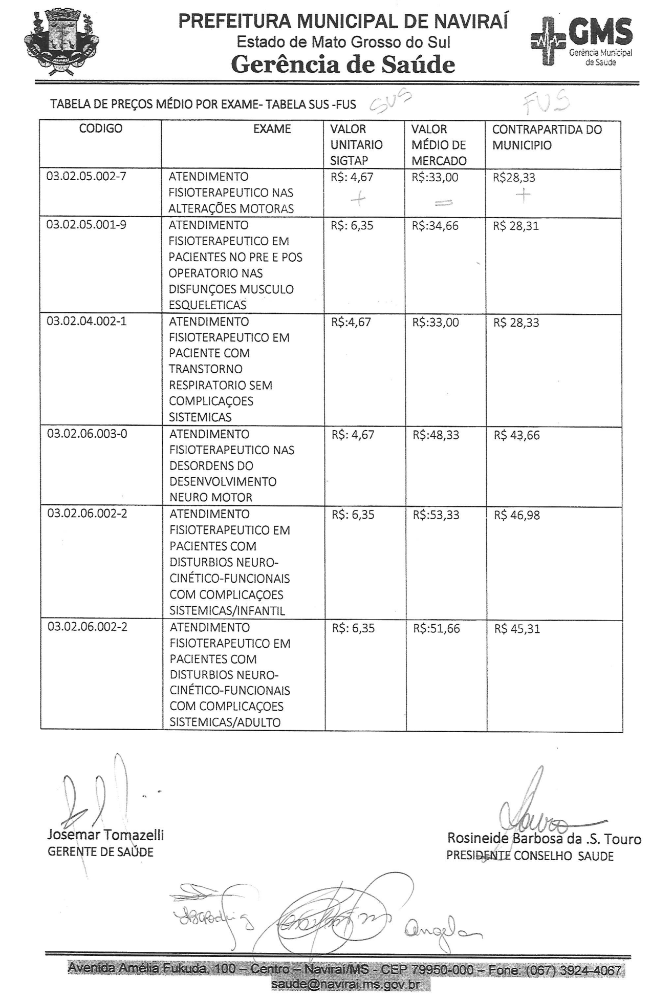 PREFEITURA MUNICIPAL DE NAVIRAÍ
Estado de Mato Grosso do Sul
Gerência de Saúde
GMS
Gerência Municipal
de Saúde
TABELA DE PREÇOS MÉDIO POR EXAME- TABELA SUS -FUS
SUS
FUS
CODIGO
EXAME
VALOR
UNITARIO
SIGTAP
VALOR
MÉDIO DE
MERCADO
CONTRAPARTIDA DO
MUNICIPIO
03.02.05.002-7
ATENDIMENTO
FISIOTERAPEUTICO NAS
ALTERAÇÕES MOTORAS
R$: 4,67
+
R$:33,00
=
R$28,33
+
03.02.05.001-9
ATENDIMENTO
FISIOTERAPEUTICO EM
PACIENTES NO PRE E POS
OPERATORIO NAS
DISFUNÇOES MUSCULO
ESQUELETICAS
R$: 6,35
R$:34,66
R$ 28,31
03.02.04.002-1
ATENDIMENTO
FISIOTERAPEUTICO EM
PACIENTE COM
TRANSTORNO
RESPIRATORIO SEM
COMPLICAÇOES
SISTEMICAS
R$:4,67
R$:33,00
R$ 28,33
03.02.06.003-0
ATENDIMENTO
FISIOTERAPEUTICO NAS
DESORDENS DO
DESENVOLVIMENTO
NEURO MOTOR
R$: 4,67
R$:48,33
R$ 43,66
03.02.06.002-2
ATENDIMENTO
FISIOTERAPEUTICO EM
PACIENTES COM
DISTURBIOS NEURO-
CINÉTICO-FUNCIONAIS
COM COMPLICAÇOES
SISTEMICAS/INFANTIL
R$: 6,35
R$:53,33
R$ 46,98
03.02.06.002-2
ATENDIMENTO
FISIOTERAPEUTICO EM
PACIENTES COM
DISTURBIOS NEURO-
CINÉTICO-FUNCIONAIS
COM COMPLICAÇOES
SISTEMICAS/ADULTO
R$: 6,35
R$:51,66
R$ 45,31
Josemar Tomazelli
GERENTE DE SAÚDE
Rosineide Barbosa da .S. Touro
PRESIDENTE CONSELHO SAUDE
Angela
Avenida Amélia Fukuda, 100 – Centro – Naviraí/MS - CEP 79950-000 – Fone: (067) 3924-4067
saude@navirai.ms.gov.br